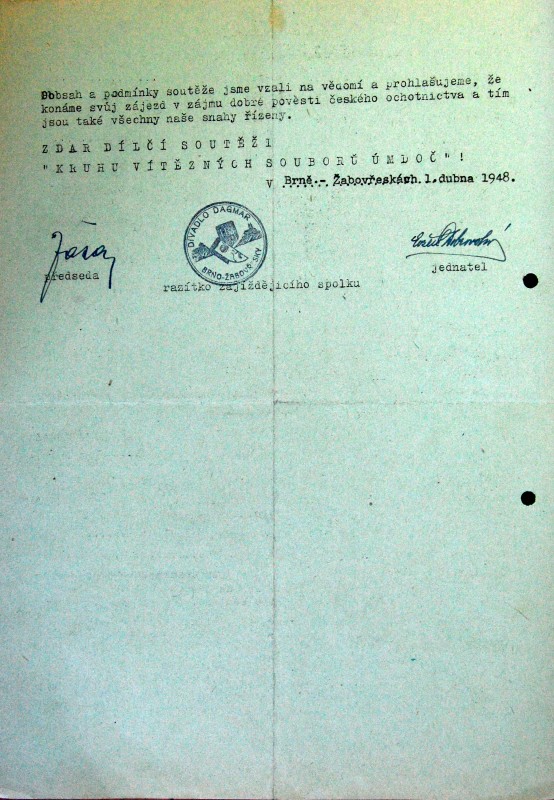 Obsah a podmínky soutěže jsme vzali na vědomí a prohlašujeme, že
konáme svůj zájezd v zájmu dobré pověsti českého ochotnictva a tím
jsou také všechny naše snahy řízeny.
ZDAR DÍLČÍ SOUTĚŽI
"KRUHU VÍTĚZNÝCH SOUBORŮ ÚMDOČ"!
V Brně.- Žabovřeskách. 1. dubna 1948.
DIVADLO DAGMAR
BRNO-ŽABOVŘESKY
předseda
jednatel
razítko zajíždějícího spolku